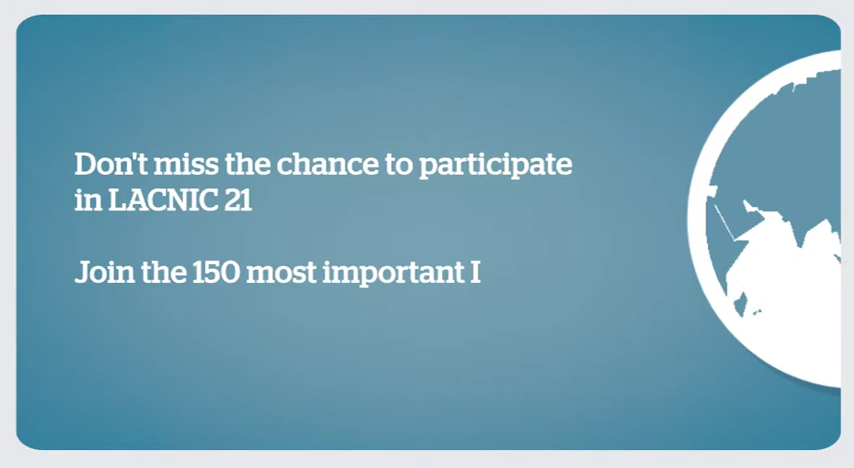 Don't miss the chance to participate
in LACNIC 21
Join the 150 most important I